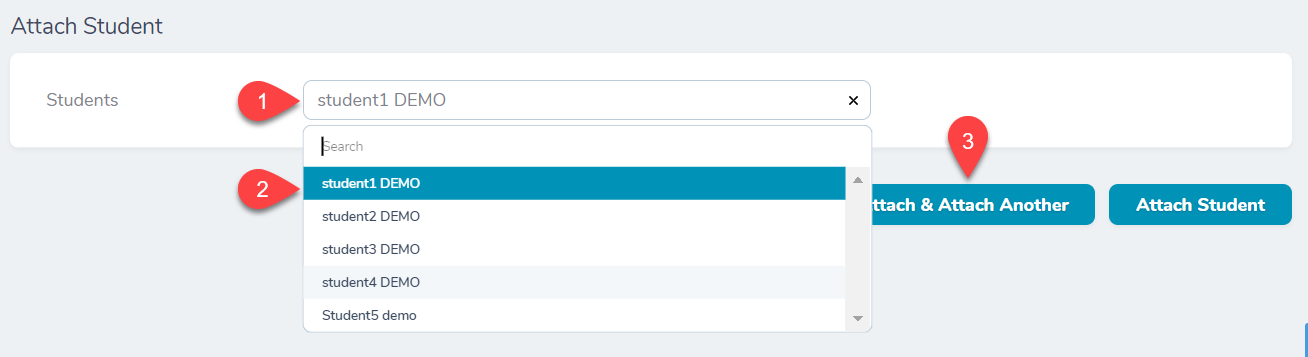 Attach Student
Students
1
student1 DEMO
Search
2
student1 DEMO
student2 DEMO
student3 DEMO
student4 DEMO
Student5 demo
3
ttach & Attach Another
Attach Student